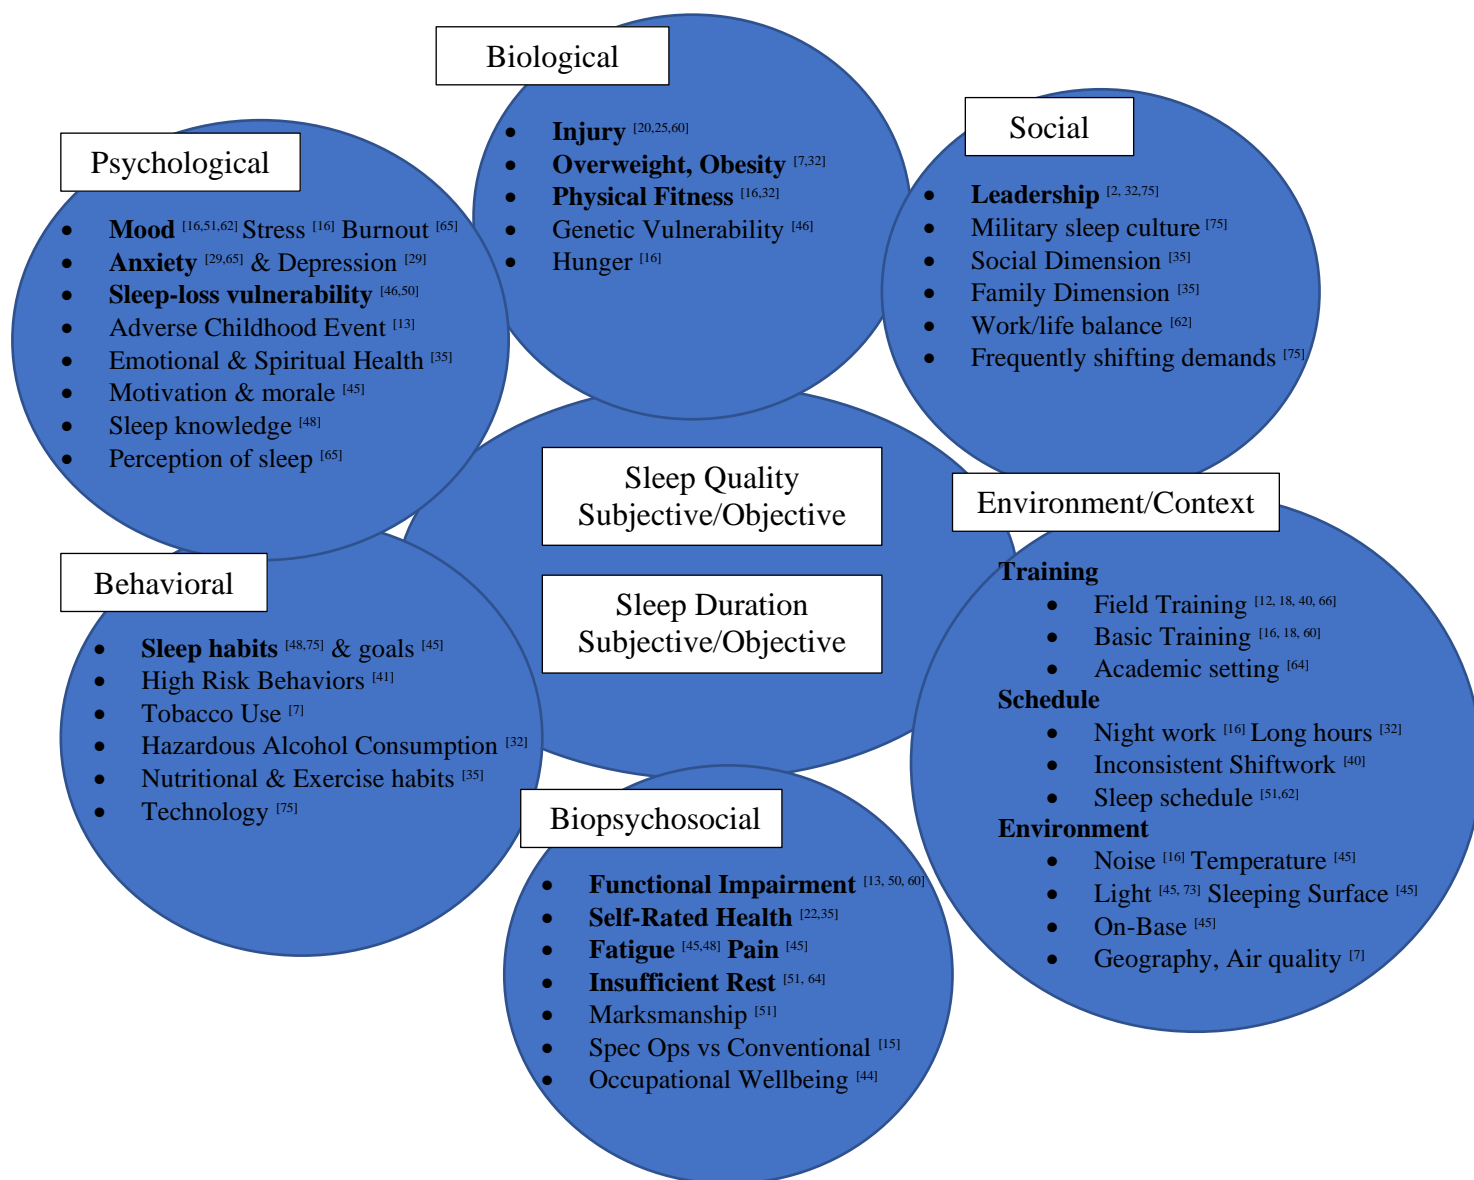 Biological
• Injury [20,25,60]
• Overweight, Obesity [7,32]
• Physical Fitness [16,32]
• Genetic Vulnerability [46]
• Hunger [16]
Social
• Leadership [2, 32,75]
• Military sleep culture [75]
• Social Dimension [35]
• Family Dimension [35]
• Work/life balance [62]
• Frequently shifting demands [75]
Psychological
• Mood [16,51,62] Stress [16] Burnout [65]
• Anxiety [29,65] & Depression [29]
• Sleep-loss vulnerability [46,50]
• Adverse Childhood Event [13]
• Emotional & Spiritual Health [35]
• Motivation & morale [45]
• Sleep knowledge [48]
• Perception of sleep [65]
Sleep Quality
Subjective/Objective
Sleep Duration
Subjective/Objective
Environment/Context
Training
• Field Training [12, 18, 40, 66]
• Basic Training [16, 18, 60]
• Academic setting [64]
Schedule
• Night work [16] Long hours [32]
• Inconsistent Shiftwork [40]
• Sleep schedule [51,62]
Environment
• Noise [16] Temperature [45]
• Light [45, 73] Sleeping Surface [45]
• On-Base [45]
• Geography, Air quality [7]
Behavioral
• Sleep habits [48,75] & goals [45]
• High Risk Behaviors [41]
• Tobacco Use [7]
• Hazardous Alcohol Consumption [32]
• Nutritional & Exercise habits [35]
• Technology [75]
Biopsychosocial
• Functional Impairment [13, 50, 60]
• Self-Rated Health [22,35]
• Fatigue [45,48] Pain [45]
• Insufficient Rest [51, 64]
• Marksmanship [51]
• Spec Ops vs Conventional [15]
• Occupational Wellbeing [44]